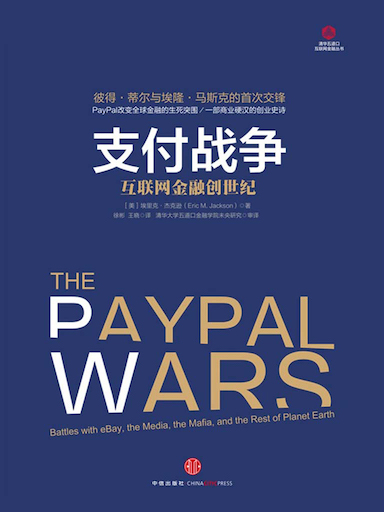 清华五道口
互联网金融丛书
彼得·蒂尔与埃隆·马斯克的首次交锋
PayPal改变全球金融的生死突围/一部商业硬汉的创业史诗
支付战争
互联网金融创世纪
[美]埃里克·杰克逊(Eric M. Jackson)◎著
徐彬 王晓◎译 清华大学五道口金融学院未央研究◎审译
THE
PAYPAL
WARS
Battles with eBay, the Media, the Mafia, and the Rest of Planet Earth
中信出版社 CHINA CITIC PRESS